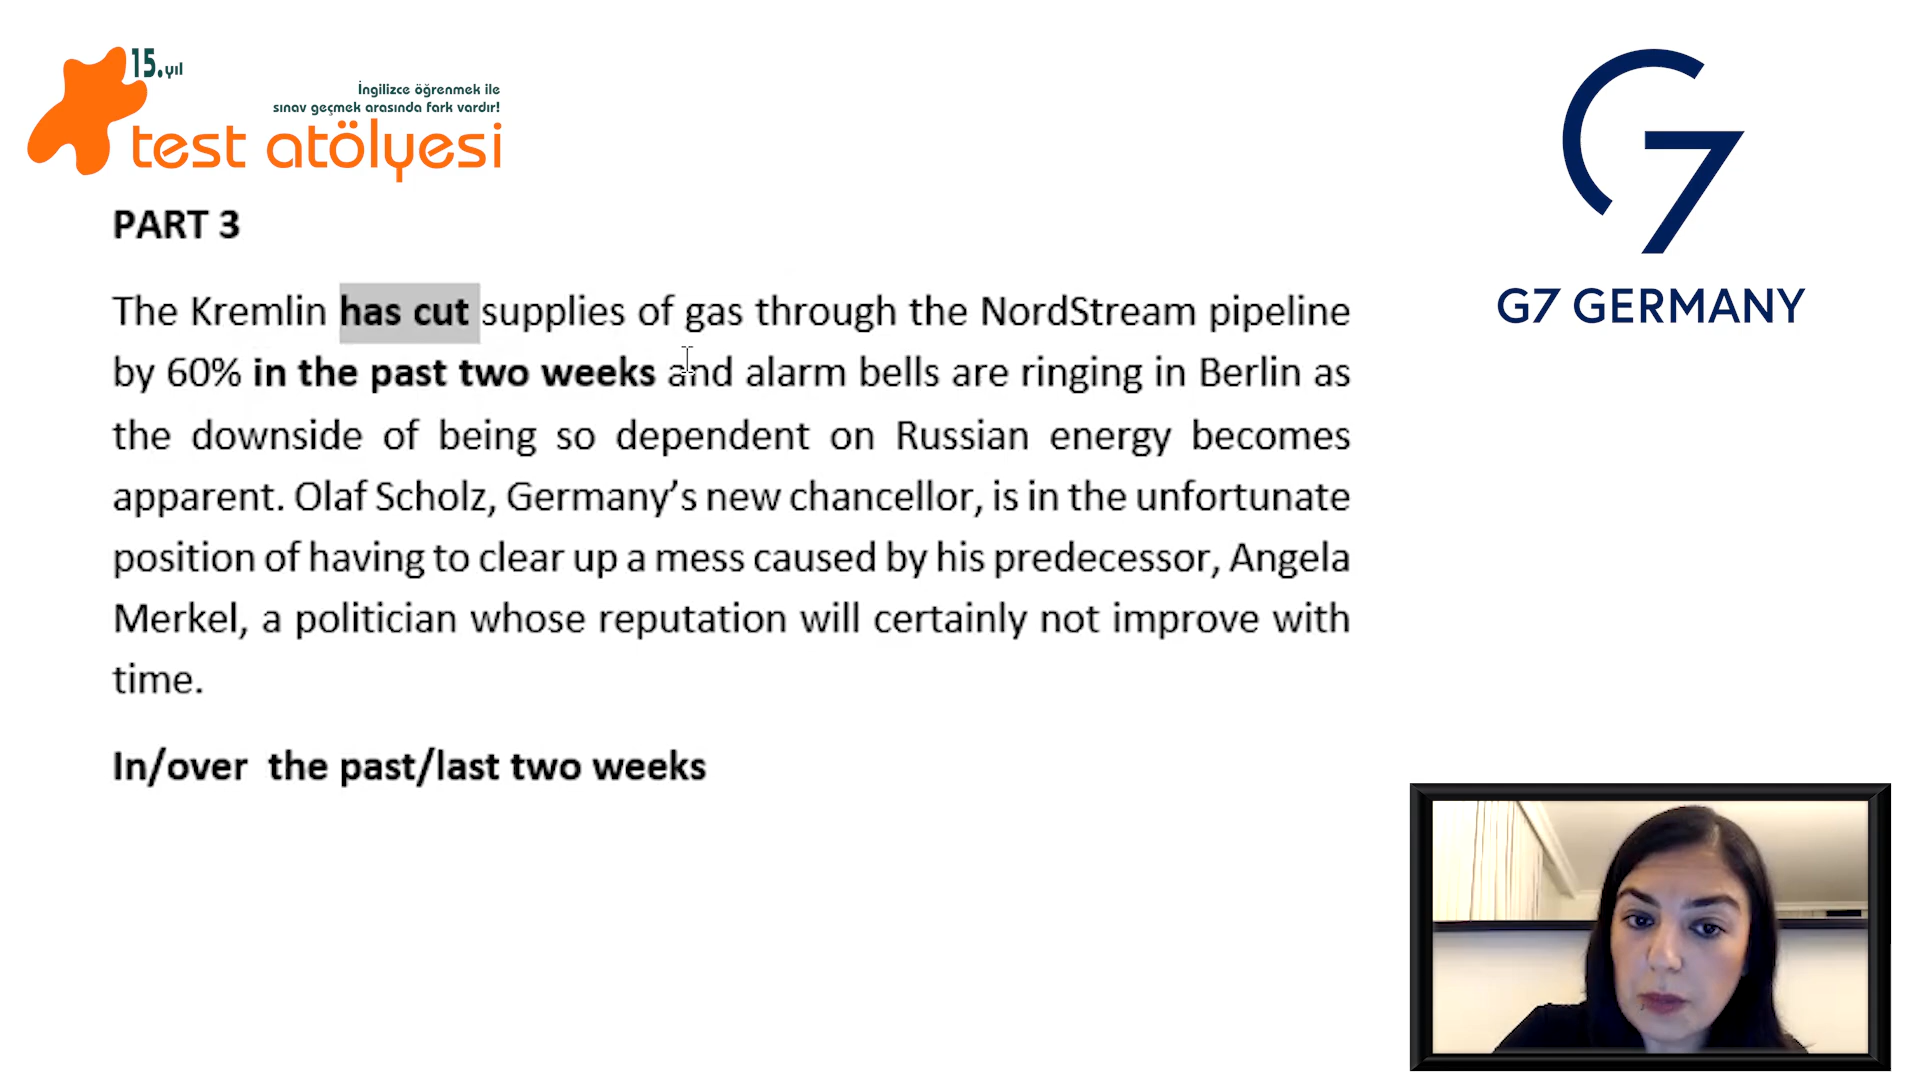 15.yıl
İngilizce öğrenmek ile
sınav geçmek arasında fark vardır!
test atölyesi
G7
G7 GERMANY
PART 3
The Kremlin has cut supplies of gas through the NordStream pipeline
by 60% in the past two weeks and alarm bells are ringing in Berlin as
the downside of being so dependent on Russian energy becomes
apparent. Olaf Scholz, Germany’s new chancellor, is in the unfortunate
position of having to clear up a mess caused by his predecessor, Angela
Merkel, a politician whose reputation will certainly not improve with
time.
In/over the past/last two weeks